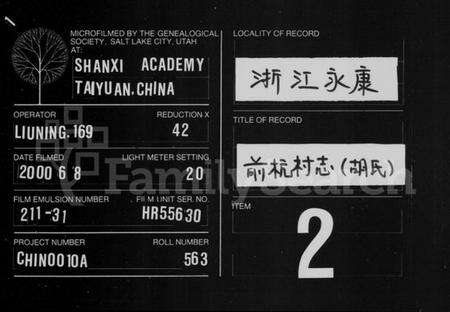 MICROFILMED BY THE GENEALOGICAL
SOCIETY, SALT LAKE CITY, UTAH
AT:
SHANXI ACADEMY
TAIYUAN.CHINA
OPERATOR
LIUNING.169
REDUCTION X
42
DATE FILMED
2000 6 8
LIGHT METER SETTING
20
FILM EMULSION NUMBER
211-31
FILM UNIT SER. NO.
HR55630
PROJECT NUMBER
CHIN0010A
ROLL NUMBER
563
LOCALITY OF RECORD
浙江永康
TITLE OF RECORD
前杭村志(胡氏)
ITEM
2
FamilySearch